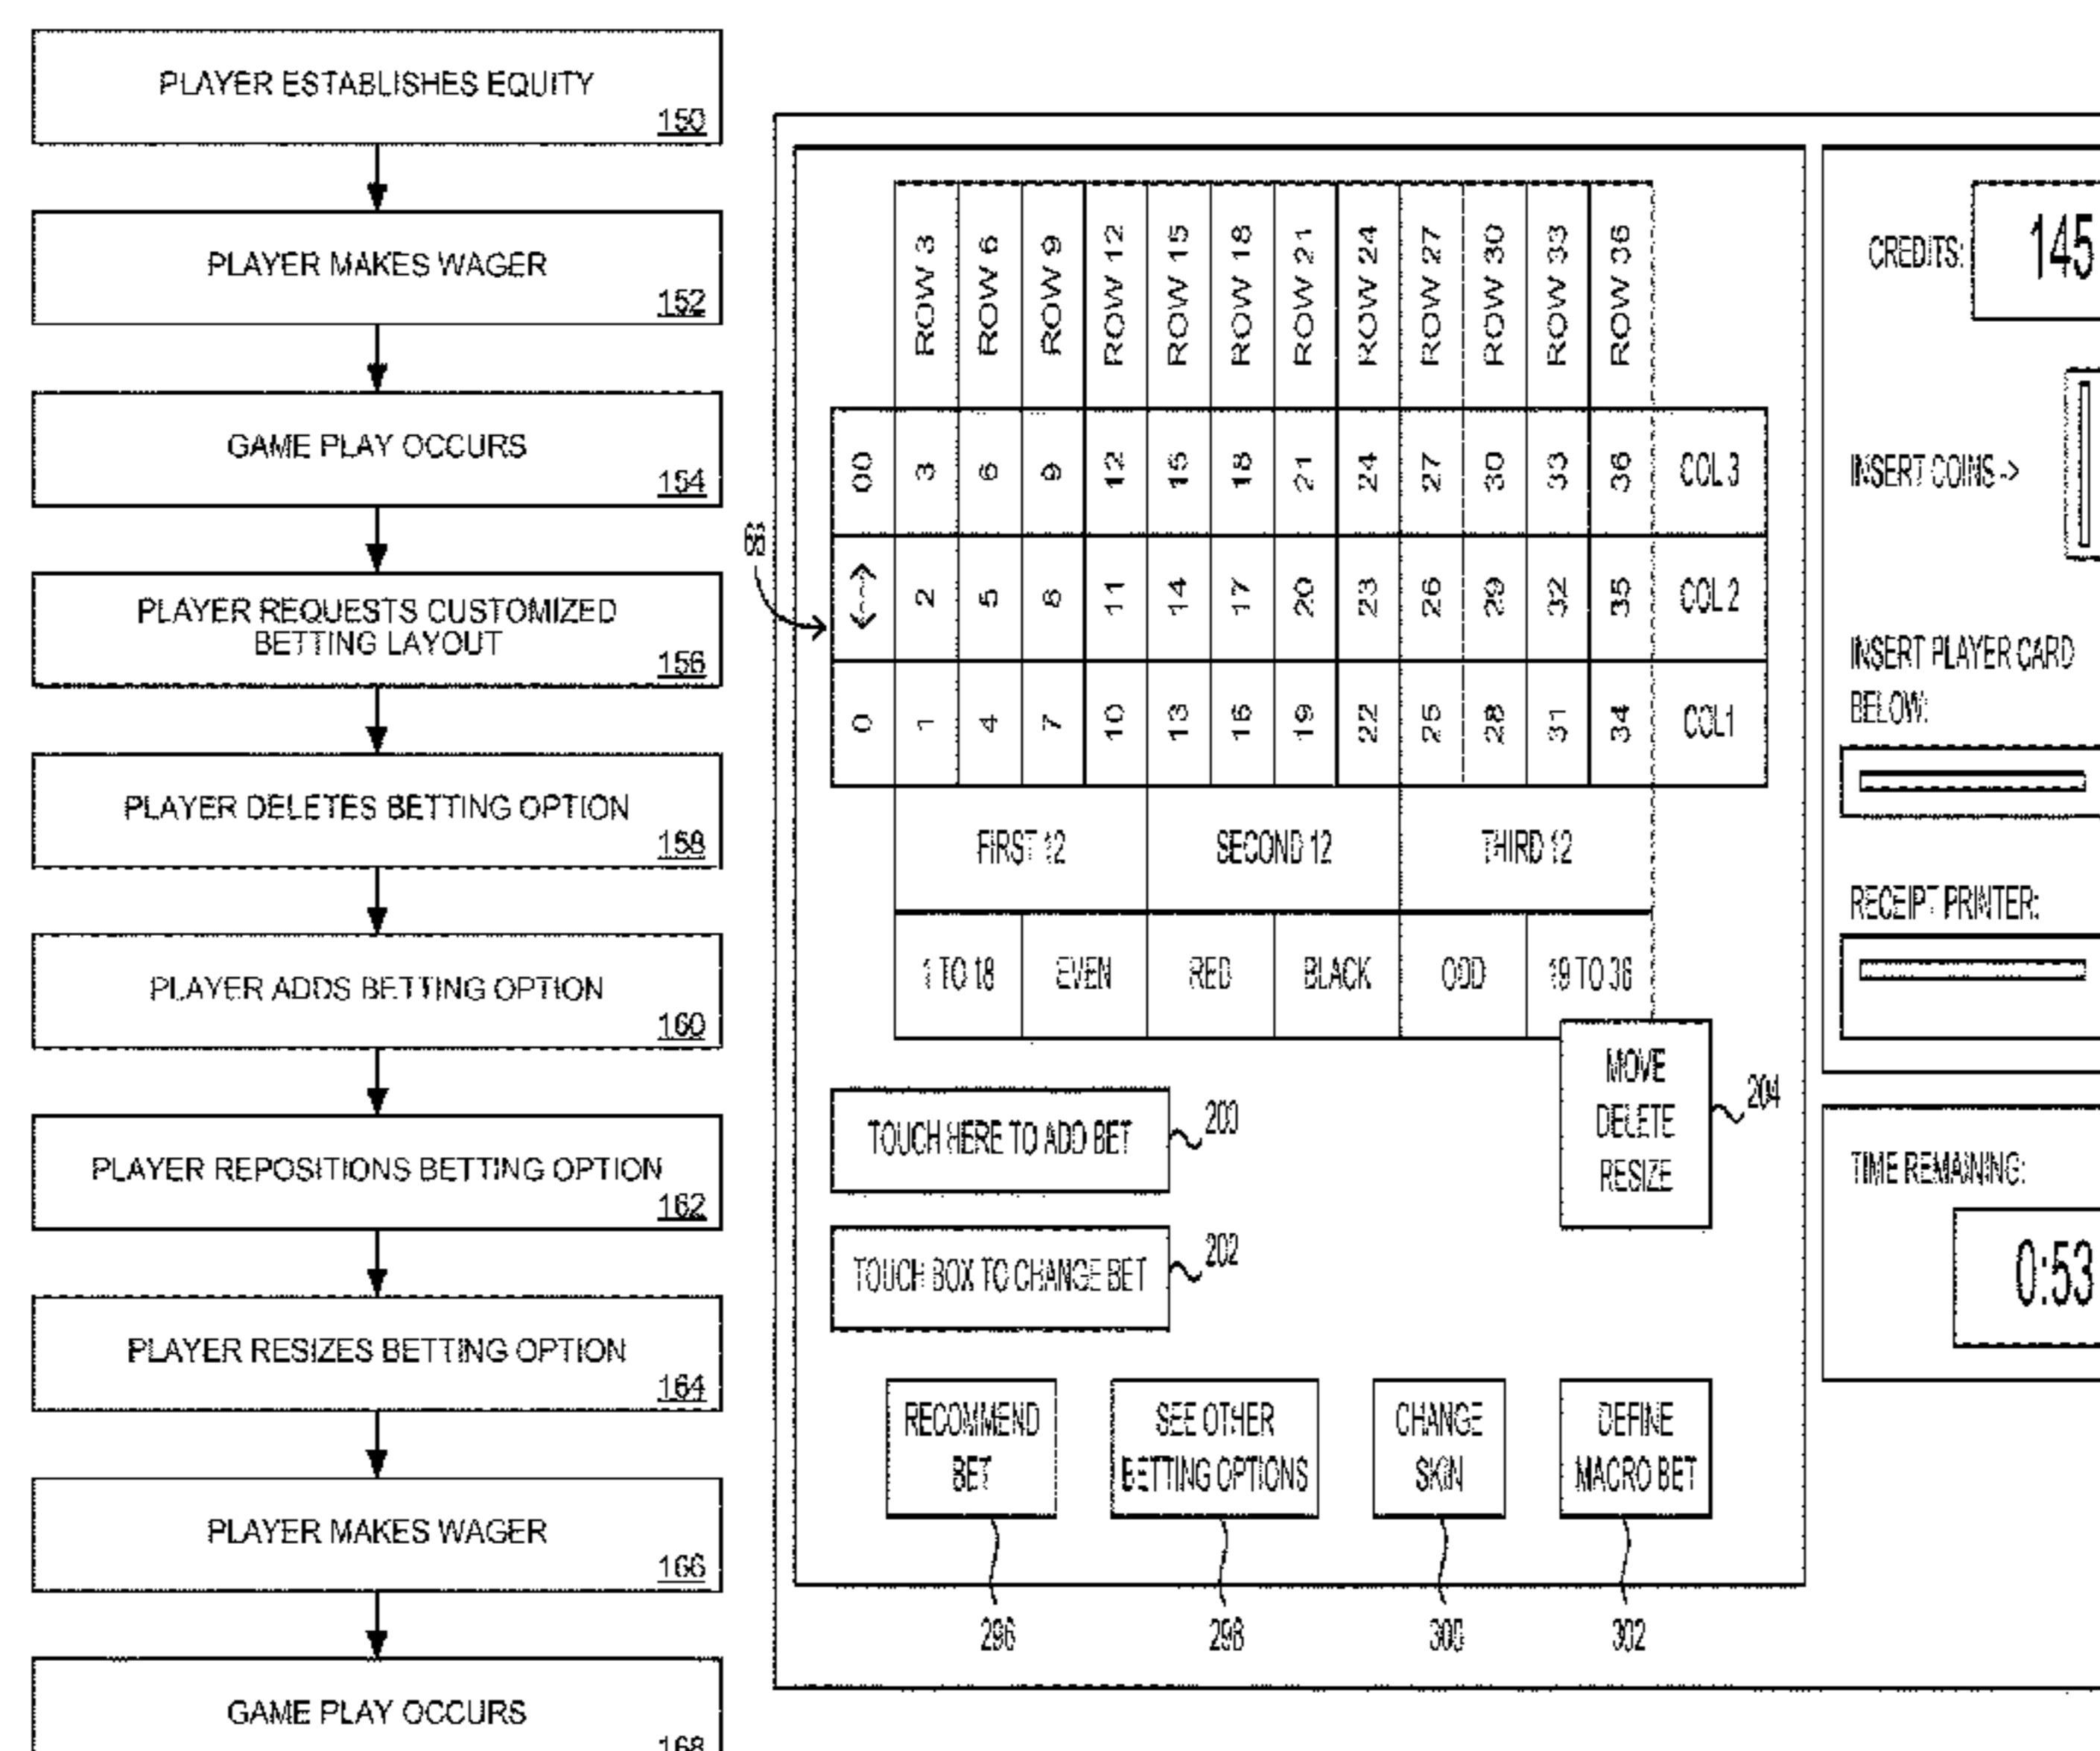 PLAYER ESTABLISHES EQUITY
150
PLAYER MAKES WAGER
152
GAME PLAY OCCURS
154
PLAYER REQUESTS CUSTOMIZED
BETTING LAYOUT
156
PLAYER DELETES BETTING OPTION
158
PLAYER ADDS BETTING OPTION
160
PLAYER REPOSITIONS BETTING OPTION
162
PLAYER RESIZES BETTING OPTION
164
PLAYER MAKES WAGER
166
GAME PLAY OCCURS
168
ROW 3 ROW 6 ROW 9 ROW 12 ROW 15 ROW 18 ROW 21 ROW 24 ROW 27 ROW 30 ROW 33 ROW 36
00 3 6 9 12 15 18 21 24 27 30 33 36 COL 3
<--> 2 5 8 11 14 17 20 23 26 29 32 35 COL 2
0 1 4 7 10 13 16 19 22 25 28 31 34 COL 1
FIRST 12 SECOND 12 THIRD 12
1 TO 18 EVEN RED BLACK ODD 19 TO 36
MOVE
DELETE
RESIZE
204
TOUCH HERE TO ADD BET
200
TOUCH BOX TO CHANGE BET
202
RECOMMEND
BET
SEE OTHER
BETTING OPTIONS
CHANGE
SKIN
DEFINE
MACRO BET
296 298 300 302
CREDITS: 145
INSERT COINS ->
INSERT PLAYER CARD
BELOW:
RECEIPT PRINTER:
TIME REMAINING:
0:53